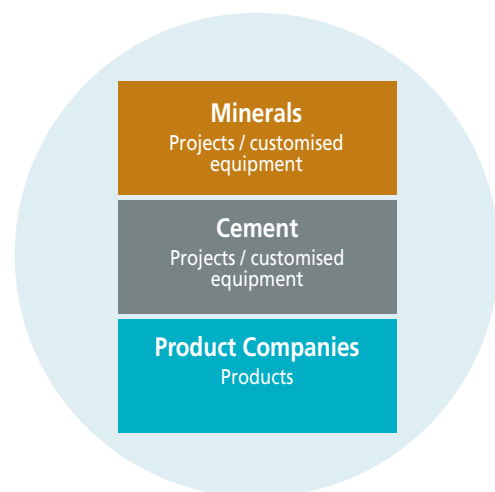 Minerals
Projects / customised
equipment
Cement
Projects / customised
equipment
Product Companies
Products